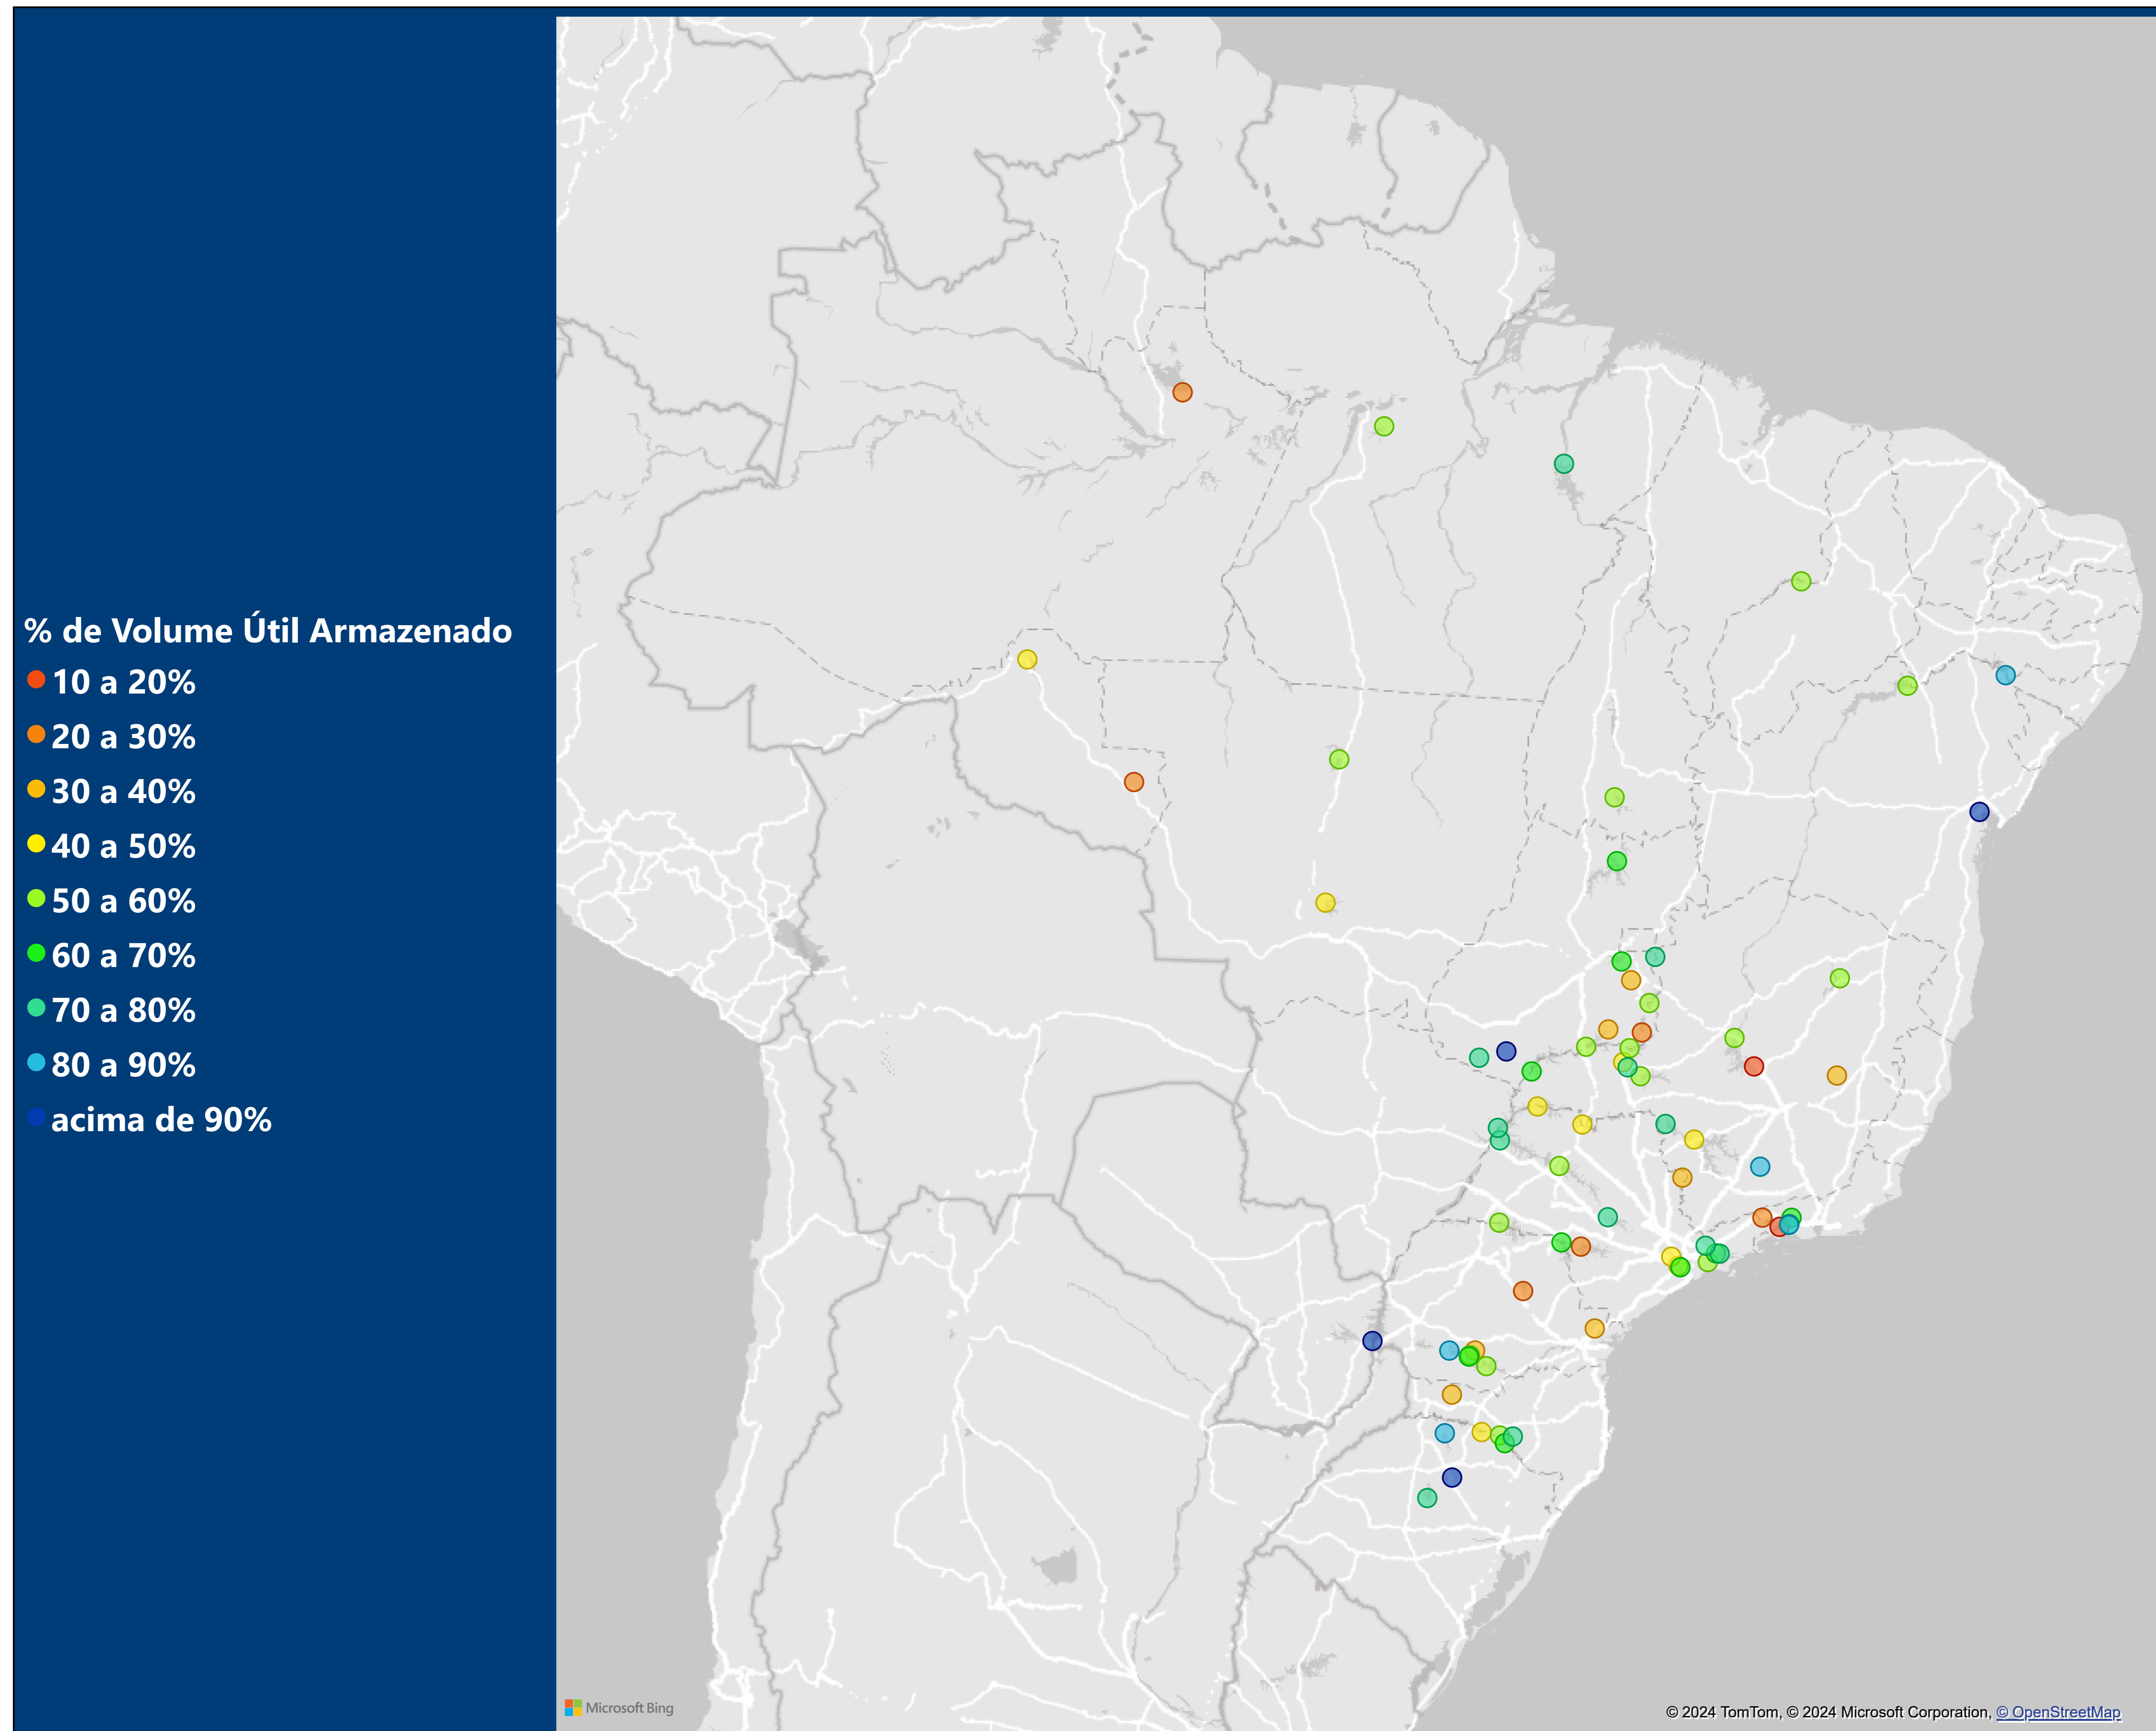 % de Volume Útil Armazenado
10 a 20%
20 a 30%
30 a 40%
40 a 50%
50 a 60%
60 a 70%
70 a 80%
80 a 90%
acima de 90%
Microsoft Bing
© 2024 TomTom, © 2024 Microsoft Corporation, © OpenStreetMap